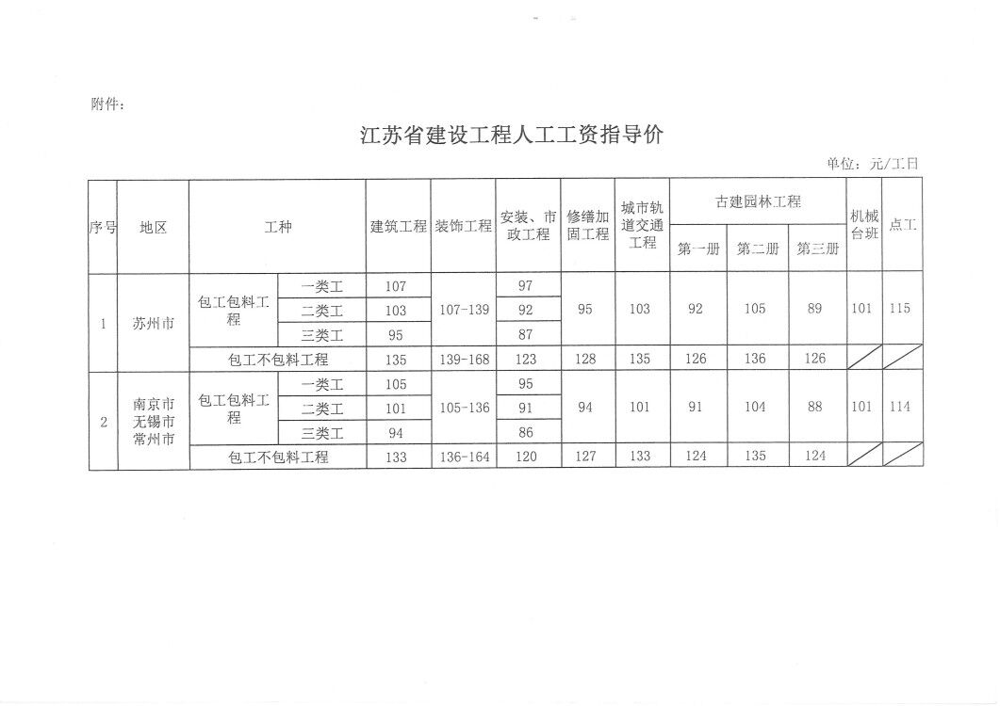 附件:
江苏省建设工程人工工资指导价
单位: 元/工日
序号 地区 工种 建筑工程 装饰工程 安装、市政工程 修缮加固工程 城市轨道交通工程 古建园林工程 机械台班 点工
第一册 第二册 第三册
1 苏州市 包工包料工程 一类工 107 107-139 97 95 103 92 105 89 101 115
二类工 103 92
三类工 95 87
包工不包料工程 135 139-168 123 128 135 126 136 126
2 南京市 无锡市 常州市 包工包料工程 一类工 105 105-136 95 94 101 91 104 88 101 114
二类工 101 91
三类工 94 86
包工不包料工程 133 136-164 120 127 133 124 135 124